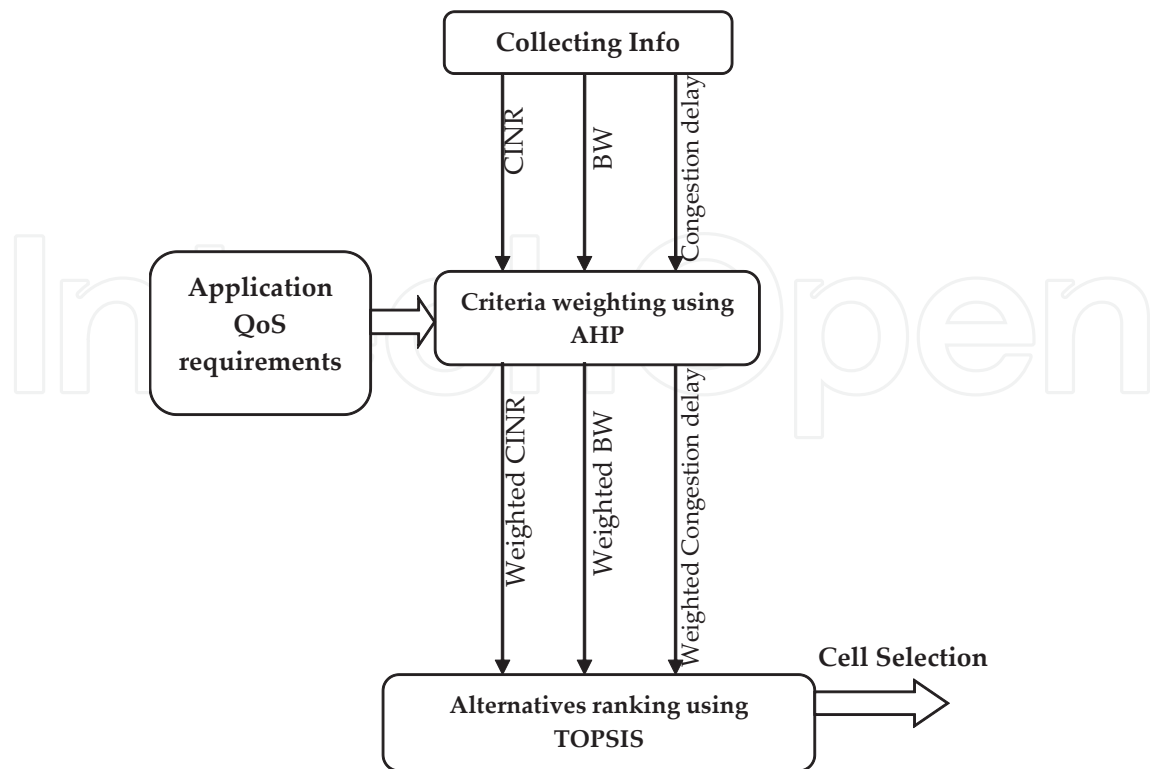 Collecting Info
CINR
BW
Congestion delay
Application
QoS
requirements
Criteria weighting using
AHP
Weighted CINR
Weighted BW
Weighted Congestion delay
Cell Selection
Alternatives ranking using
TOPSIS
IntechOpen